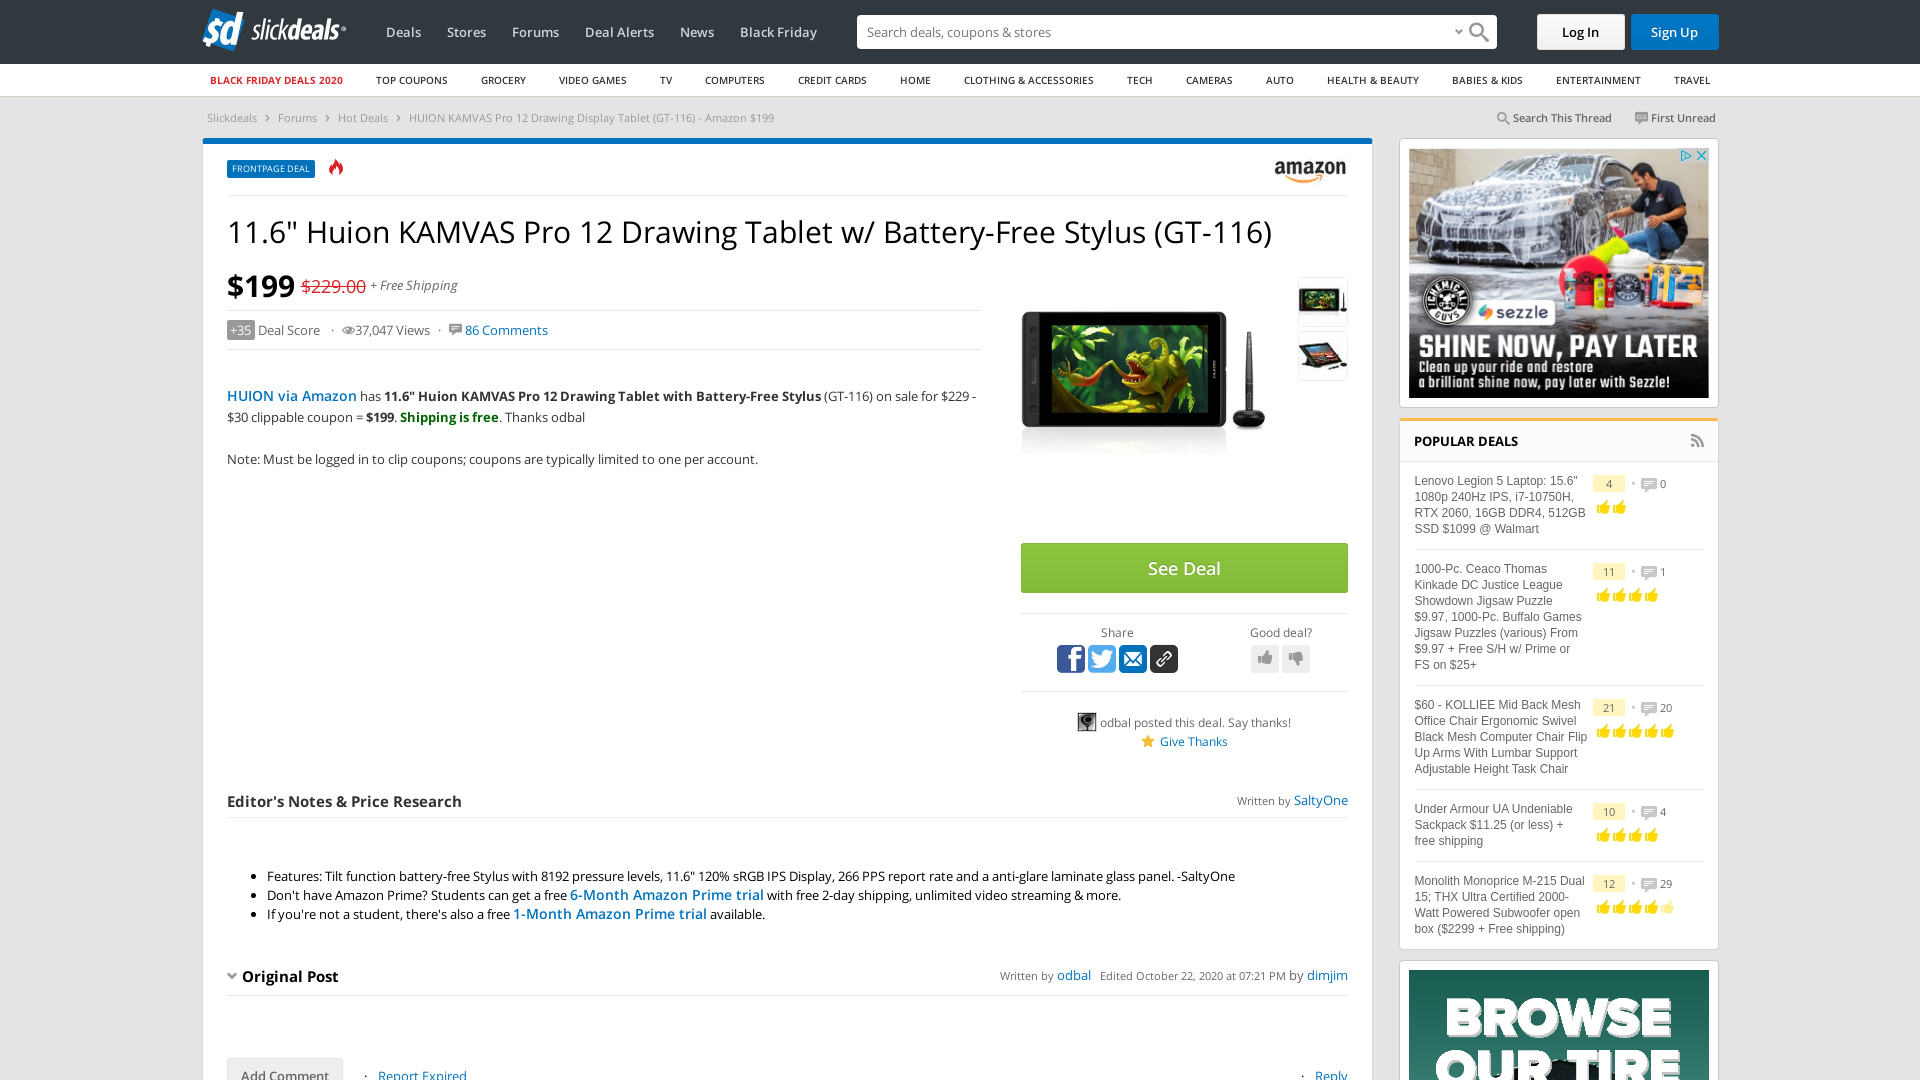 slickdeals
Deals Stores Forums Deal Alerts News Black Friday
Search deals, coupons & stores
Log In Sign Up
BLACK FRIDAY DEALS 2020 TOP COUPONS GROCERY VIDEO GAMES TV COMPUTERS CREDIT CARDS HOME CLOTHING & ACCESSORIES TECH CAMERAS AUTO HEALTH & BEAUTY BABIES & KIDS ENTERTAINMENT TRAVEL
Slickdeals > Forums > Hot Deals > HUION KAMVAS Pro 12 Drawing Display Tablet (GT-116) - Amazon $199
Search This Thread First Unread
FRONTPAGE DEAL
amazon
11.6" Huion KAMVAS Pro 12 Drawing Tablet w/ Battery-Free Stylus (GT-116)
$199 $229.00 + Free Shipping
+35 Deal Score · 37,047 Views · 86 Comments
HUION via Amazon has 11.6" Huion KAMVAS Pro 12 Drawing Tablet with Battery-Free Stylus (GT-116) on sale for $229 -
$30 clippable coupon = $199. Shipping is free. Thanks odbal
Note: Must be logged in to clip coupons; coupons are typically limited to one per account.
HUION
See Deal
Share
Good deal?
odbal posted this deal. Say thanks!
Give Thanks
Editor's Notes & Price Research
Written by SaltyOne
• Features: Tilt function battery-free Stylus with 8192 pressure levels, 11.6" 120% sRGB IPS Display, 266 PPS report rate and a anti-glare laminate glass panel. -SaltyOne
• Don't have Amazon Prime? Students can get a free 6-Month Amazon Prime trial with free 2-day shipping, unlimited video streaming & more.
• If you're not a student, there's also a free 1-Month Amazon Prime trial available.
Original Post
Written by odbal Edited October 22, 2020 at 07:21 PM by dimjim
Add Comment · Report Expired
· Reply
CHEMICAL GUYS
sezzle
SHINE NOW, PAY LATER
Clean up your ride and restore
a brilliant shine now, pay later with Sezzle!
POPULAR DEALS
Lenovo Legion 5 Laptop: 15.6"
1080p 240Hz IPS, i7-10750H,
RTX 2060, 16GB DDR4, 512GB
SSD $1099 @ Walmart
4 • 0
1000-Pc. Ceaco Thomas
Kinkade DC Justice League
Showdown Jigsaw Puzzle
$9.97, 1000-Pc. Buffalo Games
Jigsaw Puzzles (various) From
$9.97 + Free S/H w/ Prime or
FS on $25+
11 • 1
$60 - KOLLIEE Mid Back Mesh
Office Chair Ergonomic Swivel
Black Mesh Computer Chair Flip
Up Arms With Lumbar Support
Adjustable Height Task Chair
21 • 20
Under Armour UA Undeniable
Sackpack $11.25 (or less) +
free shipping
10 • 4
Monolith Monoprice M-215 Dual
15; THX Ultra Certified 2000-
Watt Powered Subwoofer open
box ($2299 + Free shipping)
12 • 29
BROWSE
OUR TIRE